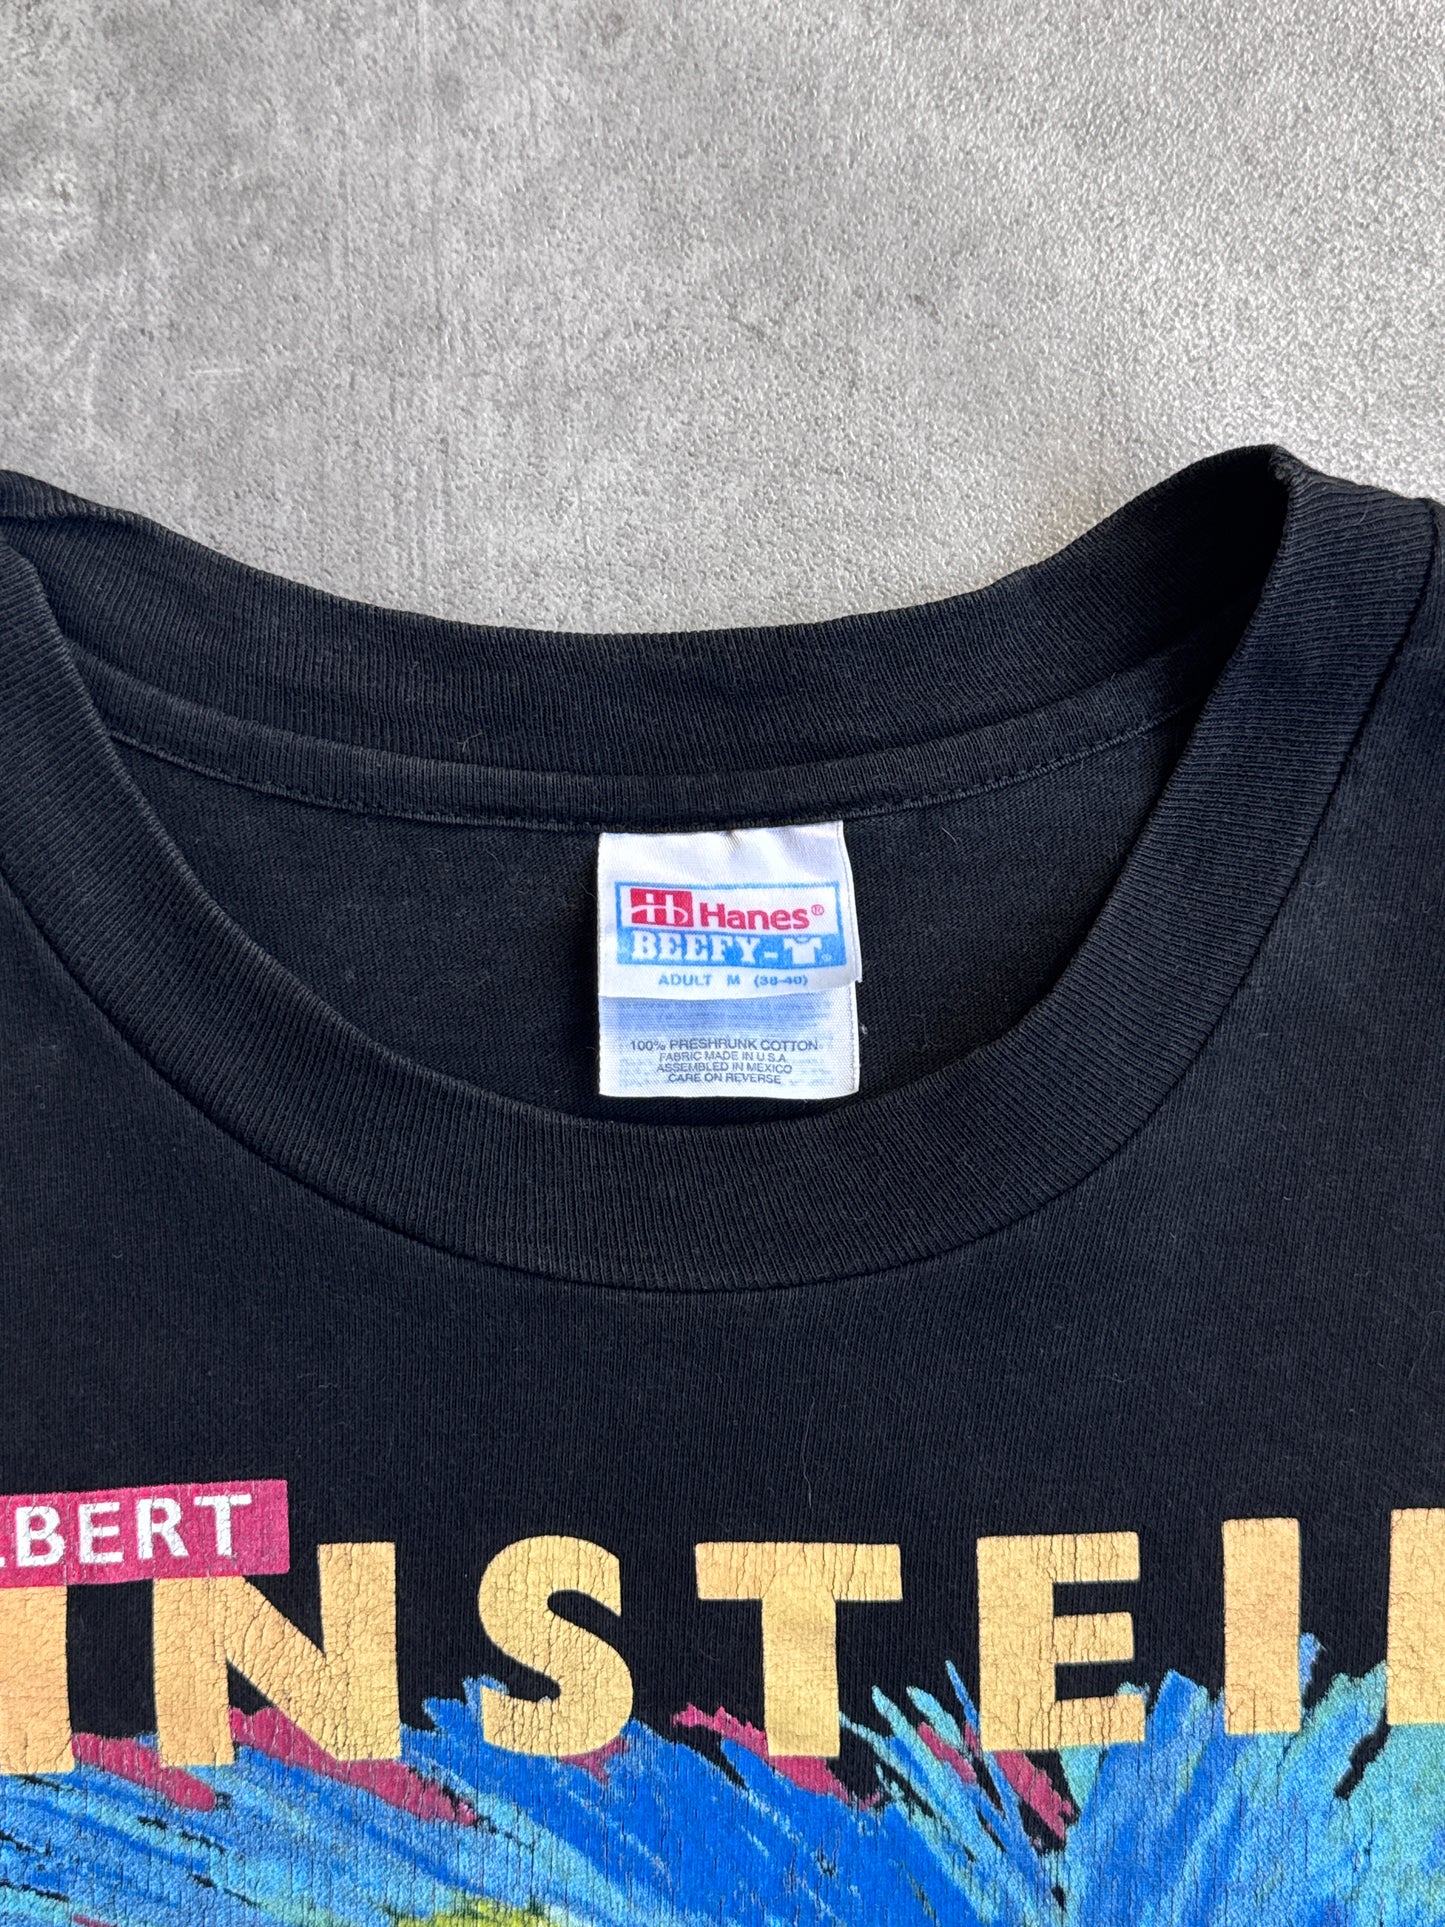 Hanes®
BEEFY-T®
ADULT M (38-40)
100% PRESHRUNK COTTON
FABRIC MADE IN U.S.A.
ASSEMBLED IN MEXICO
CARE ON REVERSE
LBERT
INSTEI